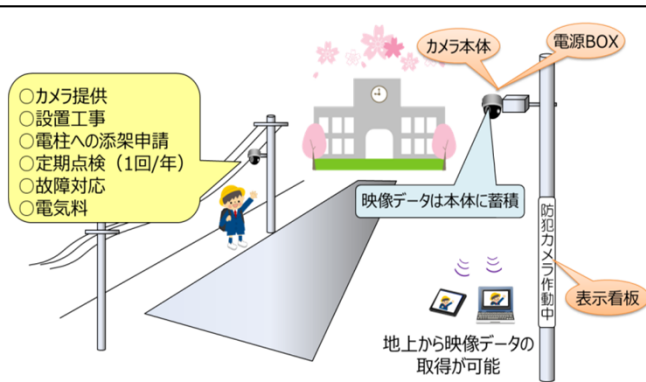 カメラ本体
電源BOX
○カメラ提供
○設置工事
○電柱への添架申請
○定期点検（1回/年）
○故障対応
○電気料
映像データは本体に蓄積
防犯カメラ作動中
表示看板
地上から映像データの
取得が可能